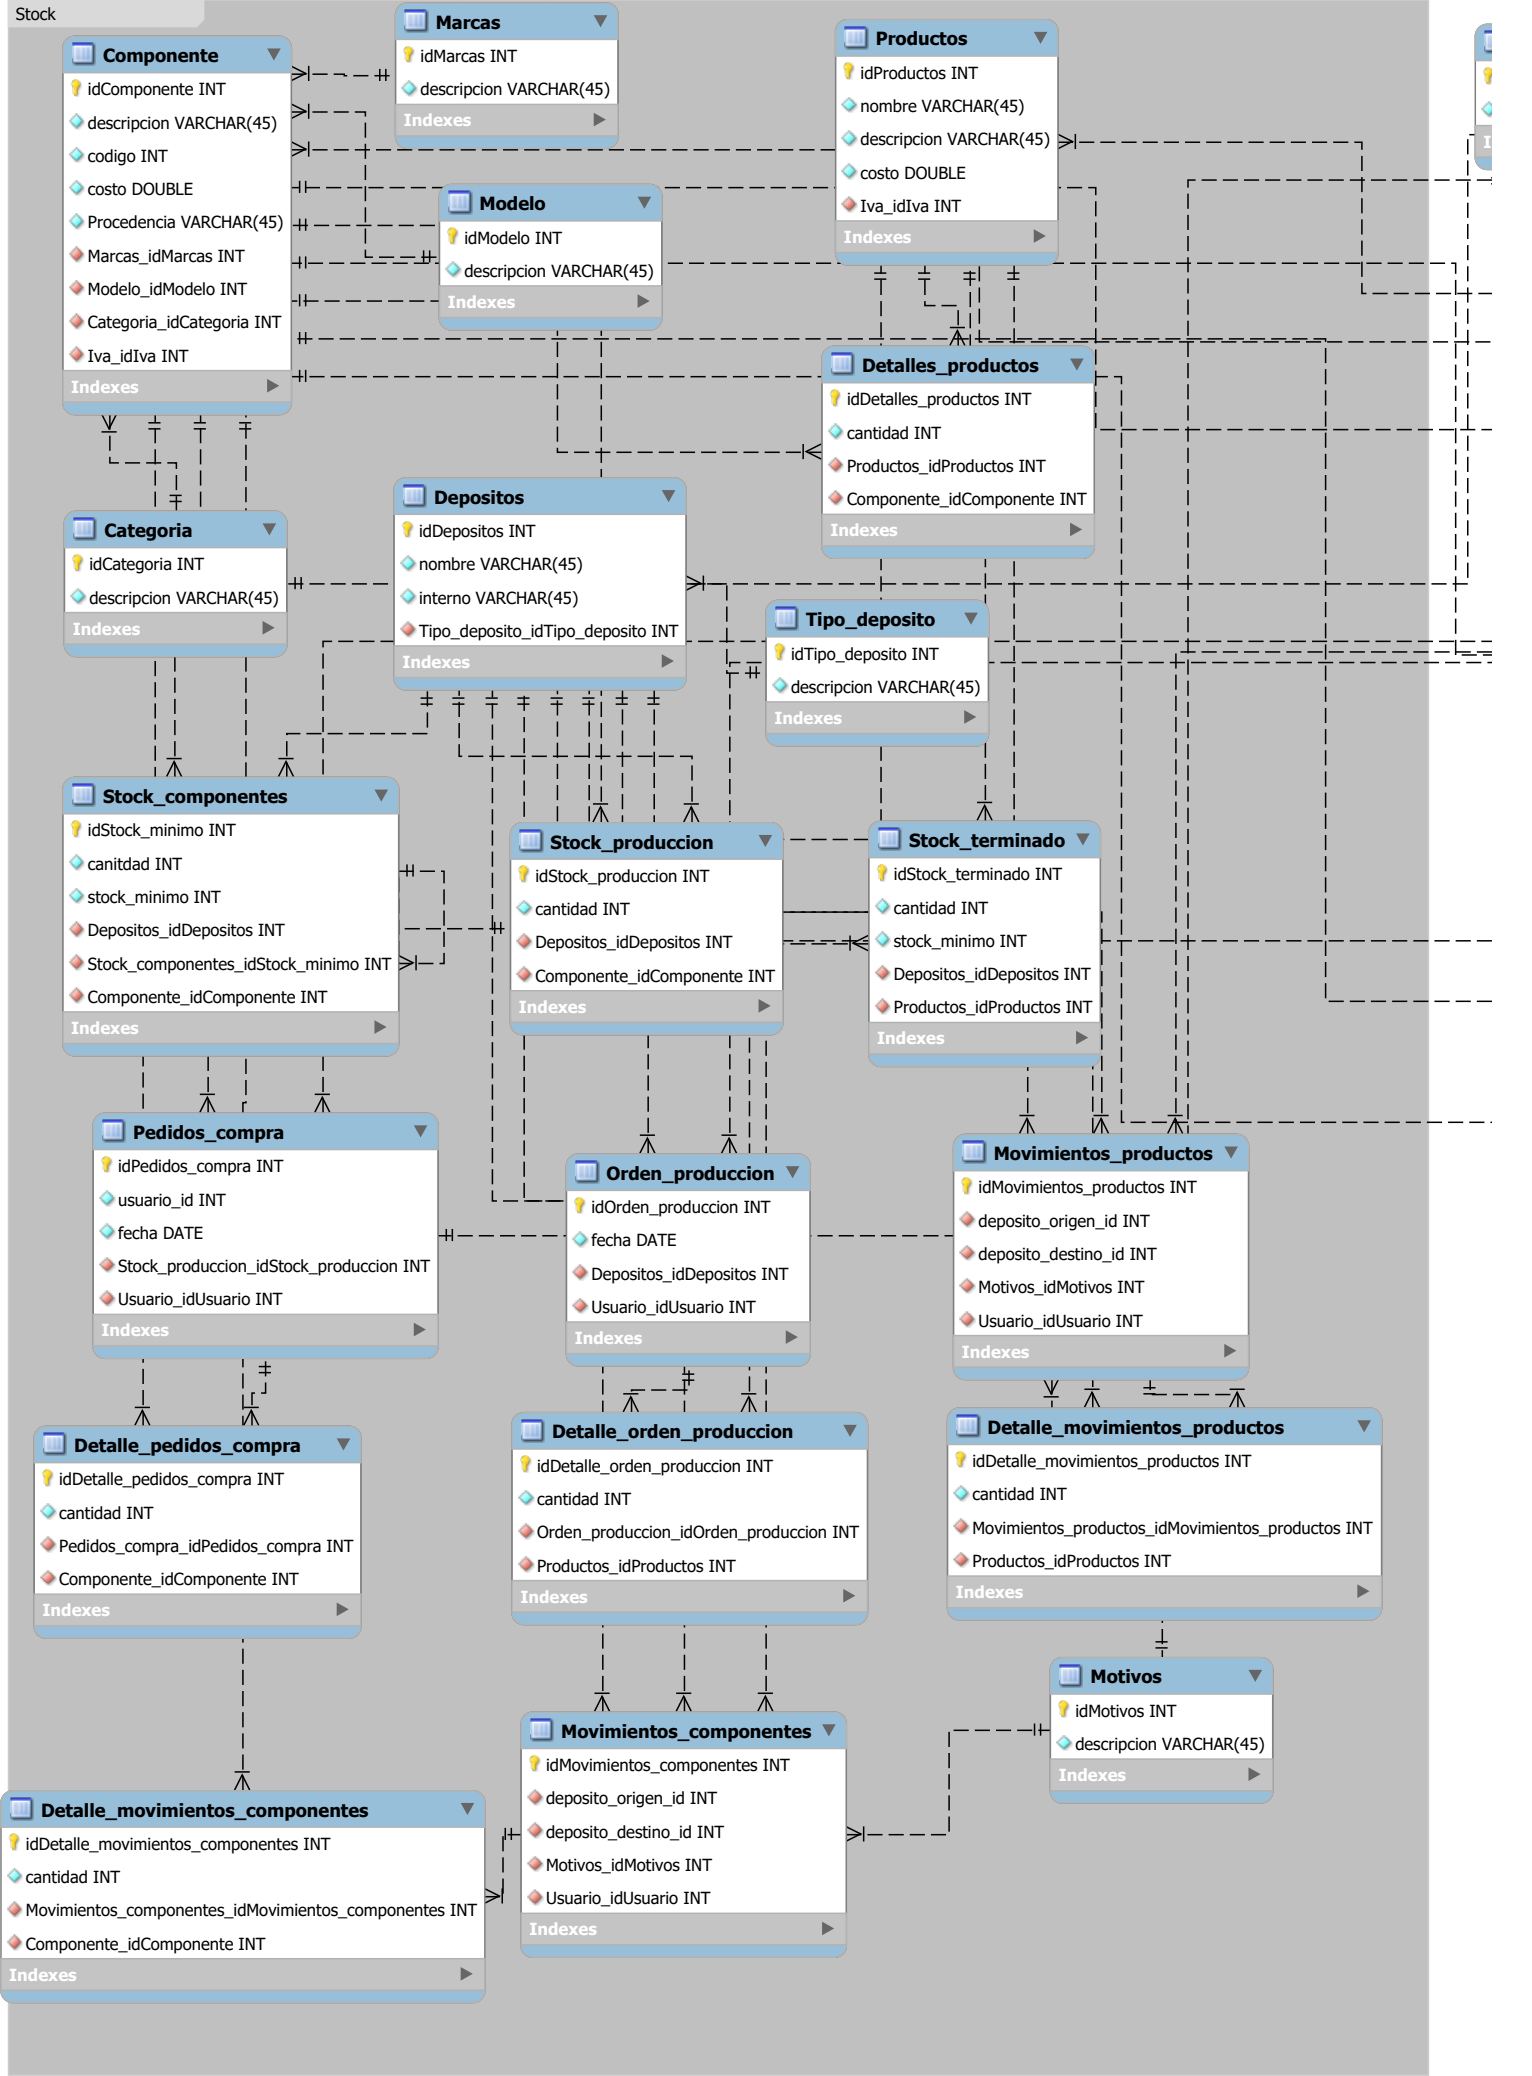 Stock
Componente
idComponente INT
descripcion VARCHAR(45)
codigo INT
costo DOUBLE
Procedencia VARCHAR(45)
Marcas_idMarcas INT
Modelo_idModelo INT
Categoria_idCategoria INT
Iva_idIva INT
Indexes
Marcas
idMarcas INT
descripcion VARCHAR(45)
Indexes
Productos
idProductos INT
nombre VARCHAR(45)
descripcion VARCHAR(45)
costo DOUBLE
Iva_idIva INT
Indexes
Modelo
idModelo INT
descripcion VARCHAR(45)
Indexes
Detalles_productos
idDetalles_productos INT
cantidad INT
Productos_idProductos INT
Componente_idComponente INT
Indexes
Categoria
idCategoria INT
descripcion VARCHAR(45)
Indexes
Depositos
idDepositos INT
nombre VARCHAR(45)
interno VARCHAR(45)
Tipo_deposito_idTipo_deposito INT
Indexes
Tipo_deposito
idTipo_deposito INT
descripcion VARCHAR(45)
Indexes
Stock_componentes
idStock_minimo INT
canitdad INT
stock_minimo INT
Depositos_idDepositos INT
Stock_componentes_idStock_minimo INT
Componente_idComponente INT
Indexes
Stock_produccion
idStock_produccion INT
cantidad INT
Depositos_idDepositos INT
Componente_idComponente INT
Indexes
Stock_terminado
idStock_terminado INT
cantidad INT
stock_minimo INT
Depositos_idDepositos INT
Productos_idProductos INT
Indexes
Pedidos_compra
idPedidos_compra INT
usuario_id INT
fecha DATE
Stock_produccion_idStock_produccion INT
Usuario_idUsuario INT
Indexes
Orden_produccion
idOrden_produccion INT
fecha DATE
Depositos_idDepositos INT
Usuario_idUsuario INT
Indexes
Movimientos_productos
idMovimientos_productos INT
deposito_origen_id INT
deposito_destino_id INT
Motivos_idMotivos INT
Usuario_idUsuario INT
Indexes
Detalle_pedidos_compra
idDetalle_pedidos_compra INT
cantidad INT
Pedidos_compra_idPedidos_compra INT
Componente_idComponente INT
Indexes
Detalle_orden_produccion
idDetalle_orden_produccion INT
cantidad INT
Orden_produccion_idOrden_produccion INT
Productos_idProductos INT
Indexes
Detalle_movimientos_productos
idDetalle_movimientos_productos INT
cantidad INT
Movimientos_productos_idMovimientos_productos INT
Productos_idProductos INT
Indexes
Motivos
idMotivos INT
descripcion VARCHAR(45)
Indexes
Movimientos_componentes
idMovimientos_componentes INT
deposito_origen_id INT
deposito_destino_id INT
Motivos_idMotivos INT
Usuario_idUsuario INT
Indexes
Detalle_movimientos_componentes
idDetalle_movimientos_componentes INT
cantidad INT
Movimientos_componentes_idMovimientos_componentes INT
Componente_idComponente INT
Indexes